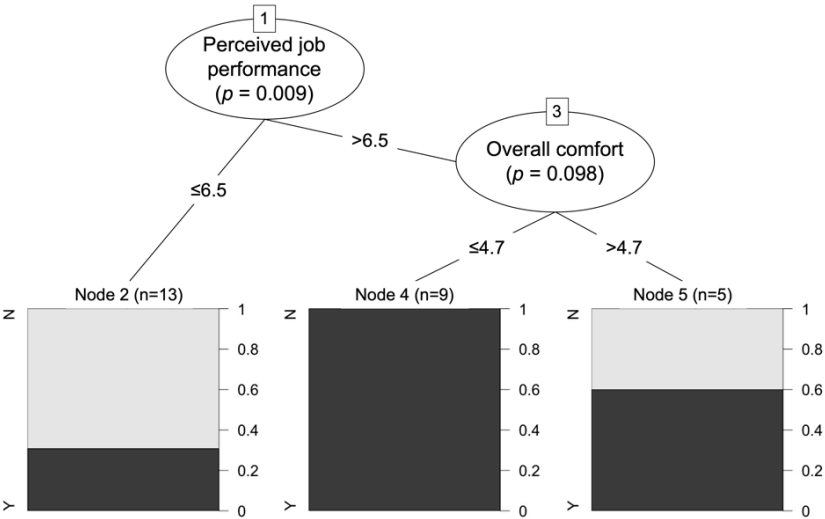 1
Perceived job
performance
(p = 0.009)
>6.5
≤6.5
3
Overall comfort
(p = 0.098)
≤4.7
>4.7
Node 2 (n=13)
N
Y
1
0.8
0.6
0.4
0.2
0
Node 4 (n=9)
N
Y
1
0.8
0.6
0.4
0.2
0
Node 5 (n=5)
N
Y
1
0.8
0.6
0.4
0.2
0